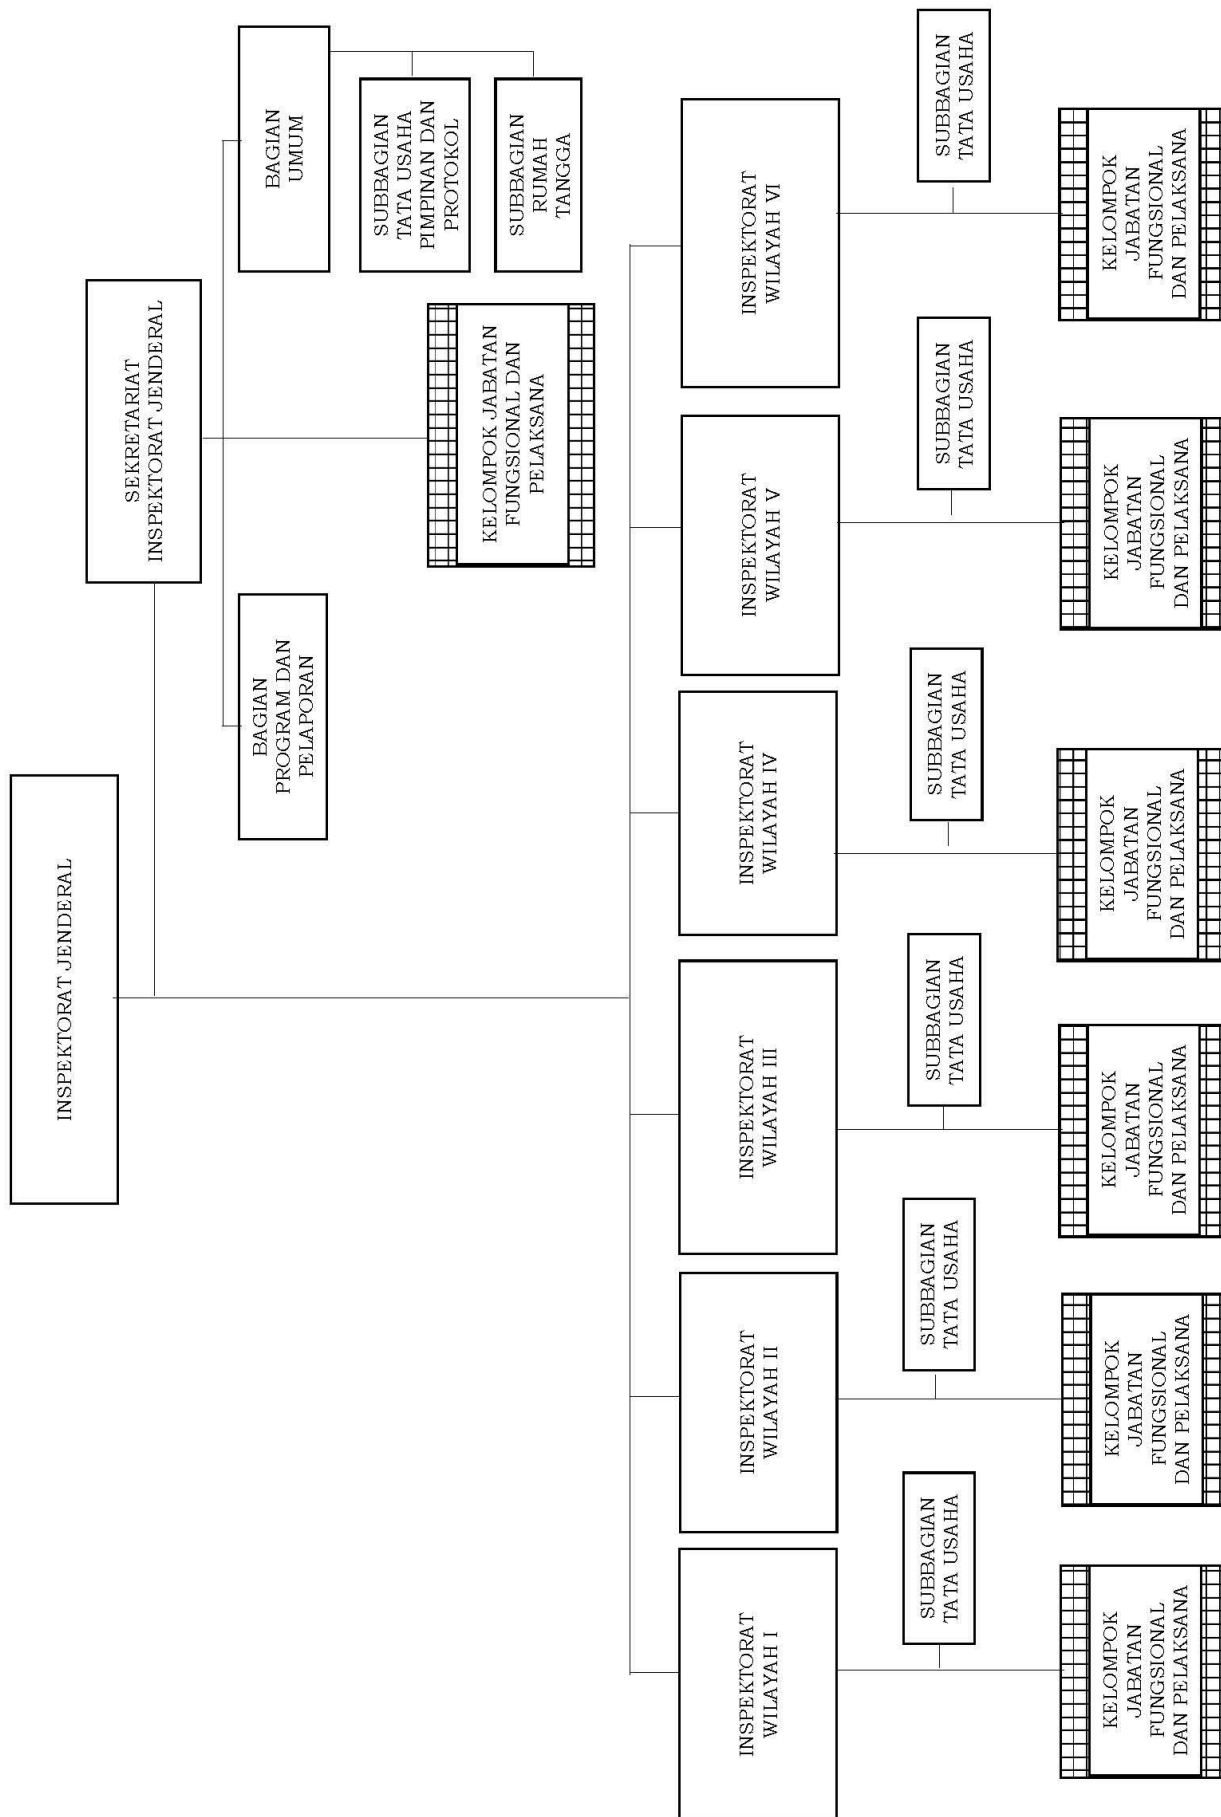 INSPEKTORAT JENDERAL
SEKRETARIAT
INSPEKTORAT JENDERAL
BAGIAN
PROGRAM DAN
PELAPORAN
BAGIAN
UMUM
SUBBAGIAN
TATA USAHA
PIMPINAN DAN
PROTOKOL
SUBBAGIAN
RUMAH
TANGGA
KELOMPOK JABATAN
FUNGSIONAL DAN
PELAKSANA
INSPEKTORAT
WILAYAH I
INSPEKTORAT
WILAYAH II
INSPEKTORAT
WILAYAH III
INSPEKTORAT
WILAYAH IV
INSPEKTORAT
WILAYAH V
INSPEKTORAT
WILAYAH VI
SUBBAGIAN
TATA USAHA
SUBBAGIAN
TATA USAHA
SUBBAGIAN
TATA USAHA
SUBBAGIAN
TATA USAHA
SUBBAGIAN
TATA USAHA
SUBBAGIAN
TATA USAHA
KELOMPOK
JABATAN
FUNGSIONAL
DAN PELAKSANA
KELOMPOK
JABATAN
FUNGSIONAL
DAN PELAKSANA
KELOMPOK
JABATAN
FUNGSIONAL
DAN PELAKSANA
KELOMPOK
JABATAN
FUNGSIONAL
DAN PELAKSANA
KELOMPOK
JABATAN
FUNGSIONAL
DAN PELAKSANA
KELOMPOK
JABATAN
FUNGSIONAL
DAN PELAKSANA